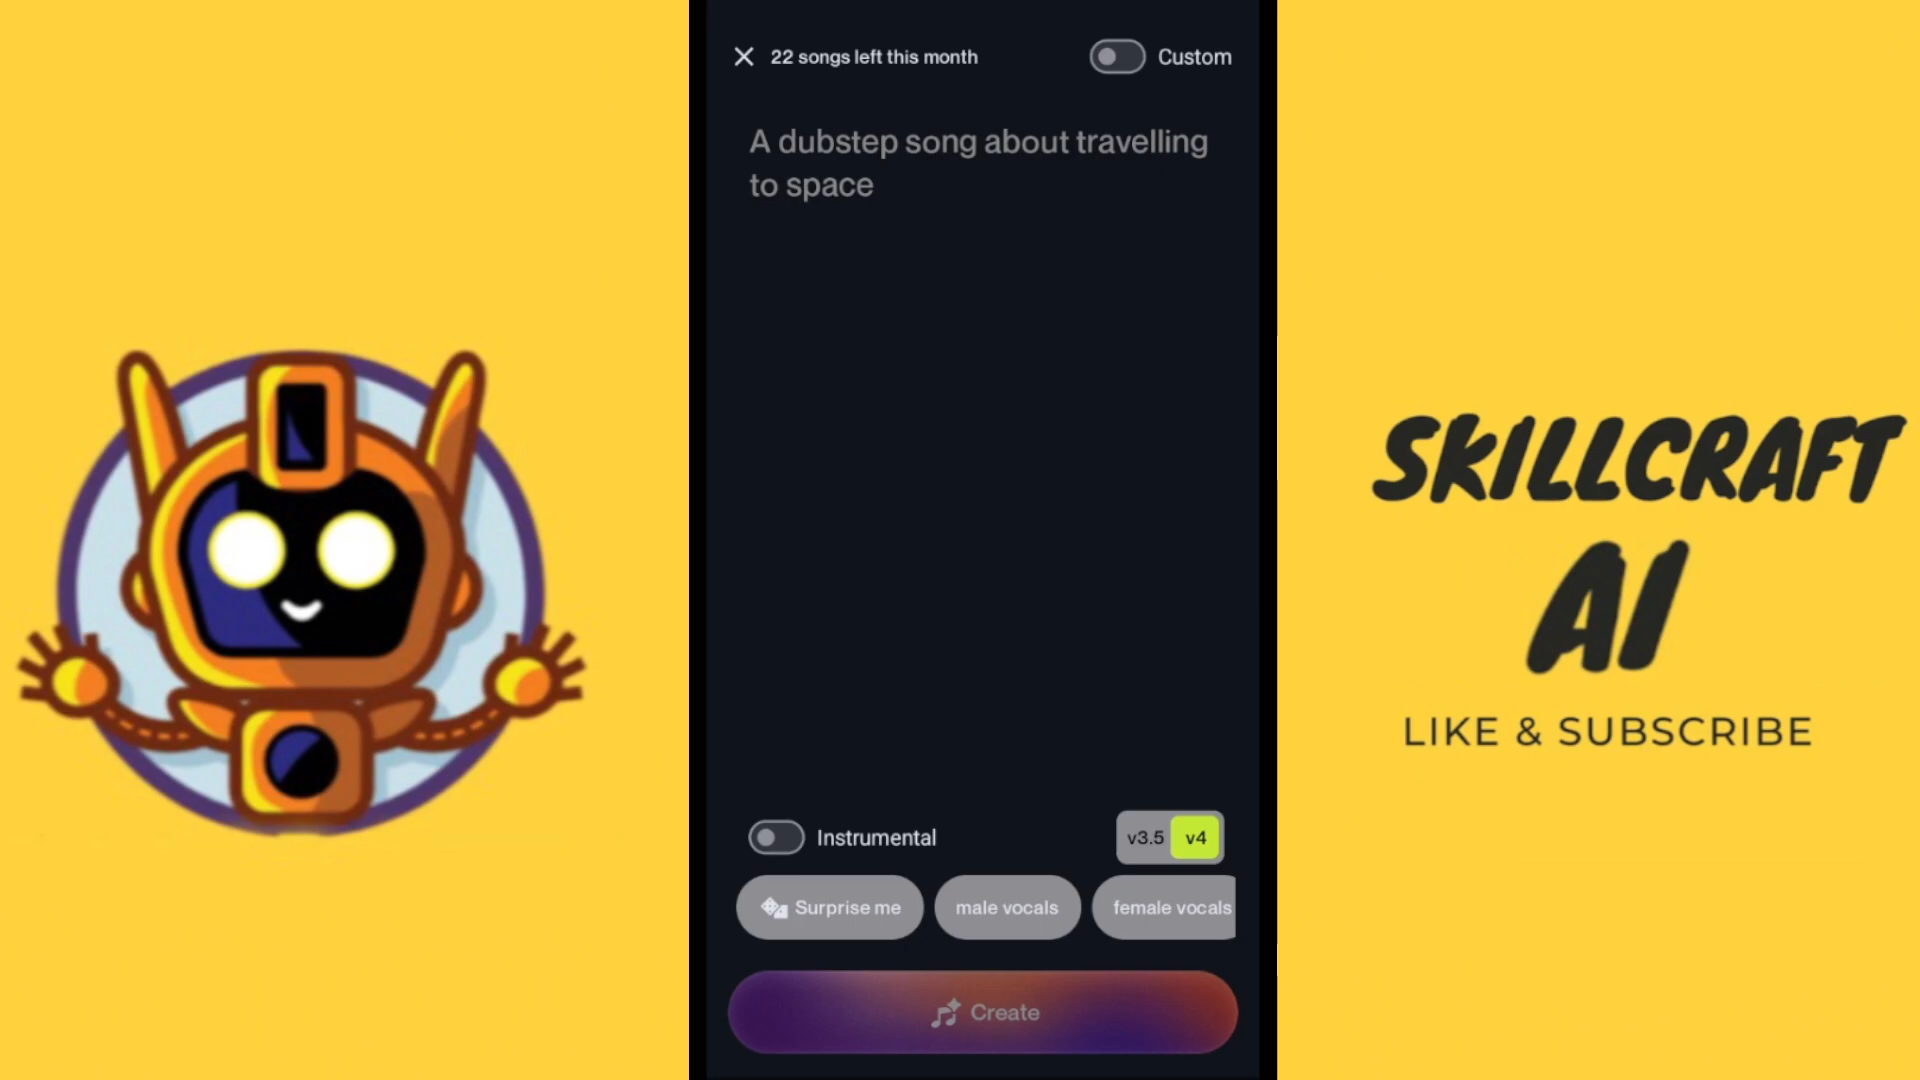 22 songs left this month
Custom
A dubstep song about travelling
to space
Instrumental
v3.5 v4
Surprise me
male vocals
female vocals
Create
SKILLCRAFT
AI
LIKE & SUBSCRIBE